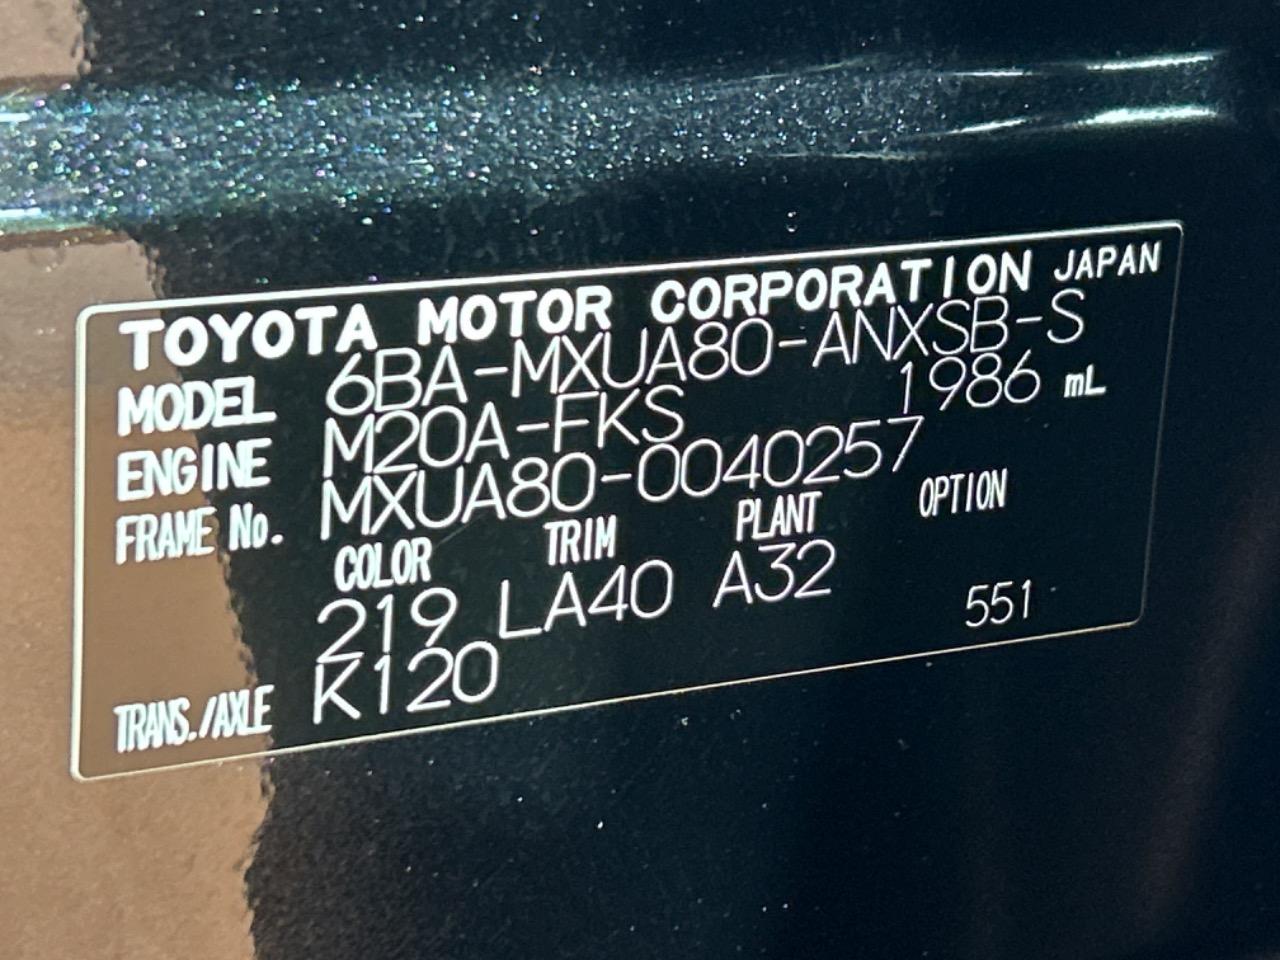 TOYOTA MOTOR CORPORATION JAPAN
MODEL 6BA-MXUA80-ANXSB-S
ENGINE M20A-FKS 1986 mL
FRAME No. MXUA80-0040257
COLOR TRIM PLANT OPTION
219 LA40 A32
TRANS./AXLE K120 551